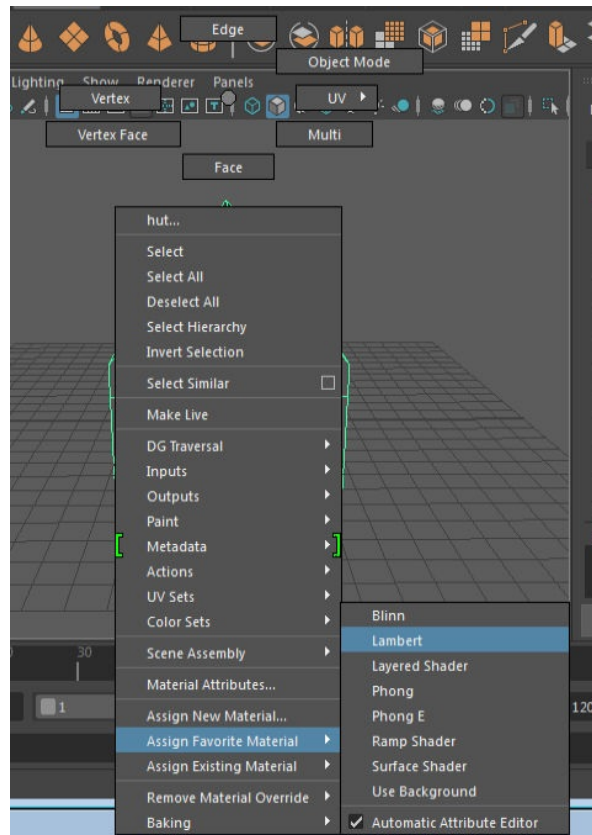 Edge
Object Mode
Lighting Show Renderer Panels
Vertex
UV
Vertex Face
Multi
Face
hut...
Select
Select All
Deselect All
Select Hierarchy
Invert Selection
Select Similar
Make Live
DG Traversal
Inputs
Outputs
Paint
Metadata
Actions
UV Sets
Color Sets
Scene Assembly
Material Attributes...
Assign New Material...
Assign Favorite Material
Assign Existing Material
Remove Material Override
Baking
Blinn
Lambert
Layered Shader
Phong
Phong E
Ramp Shader
Surface Shader
Use Background
Automatic Attribute Editor
30
1
120